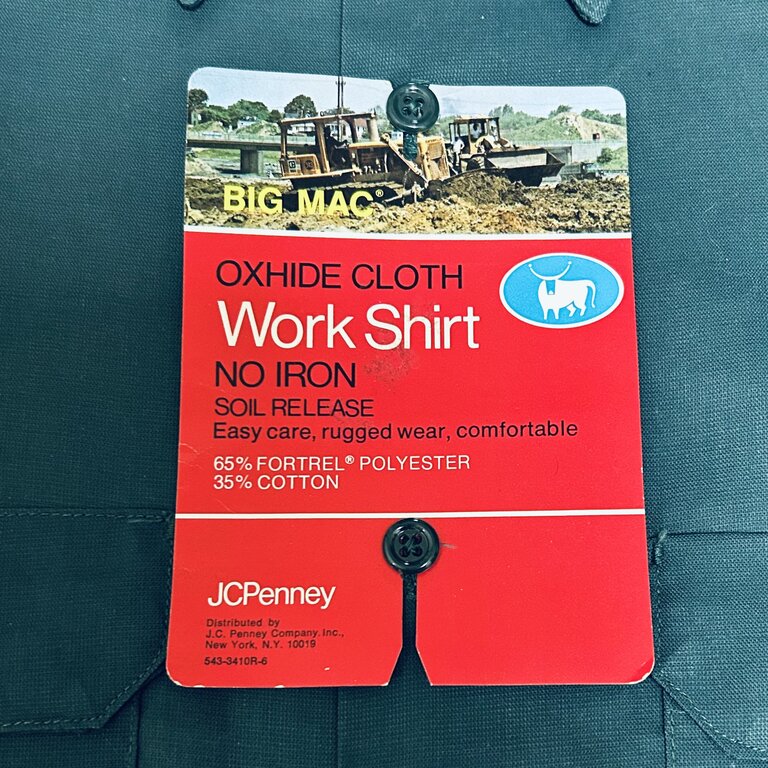 BIG MAC®
OXHIDE CLOTH
Work Shirt
NO IRON
SOIL RELEASE
Easy care, rugged wear, comfortable
65% FORTREL® POLYESTER
35% COTTON
JCPenney
Distributed by
J.C. Penney Company, Inc.,
New York, N.Y. 10019
543-3410R-6